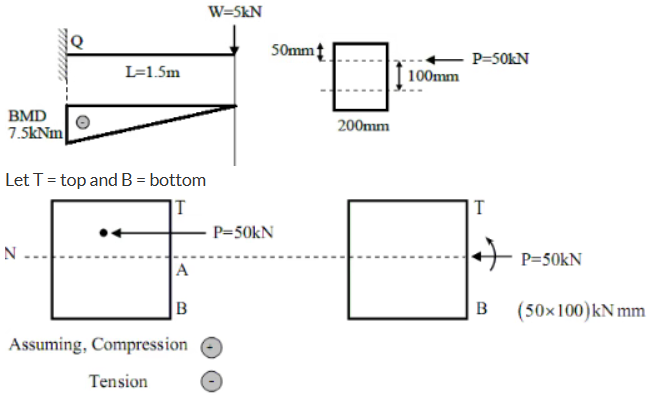 W=5kN
Q
50mm
P=50kN
L=1.5m
100mm
BMD
7.5kNm
200mm
Let T = top and B = bottom
T
P=50kN
T
N
A
P=50kN
B
B
(50×100)kN mm
Assuming, Compression
Tension